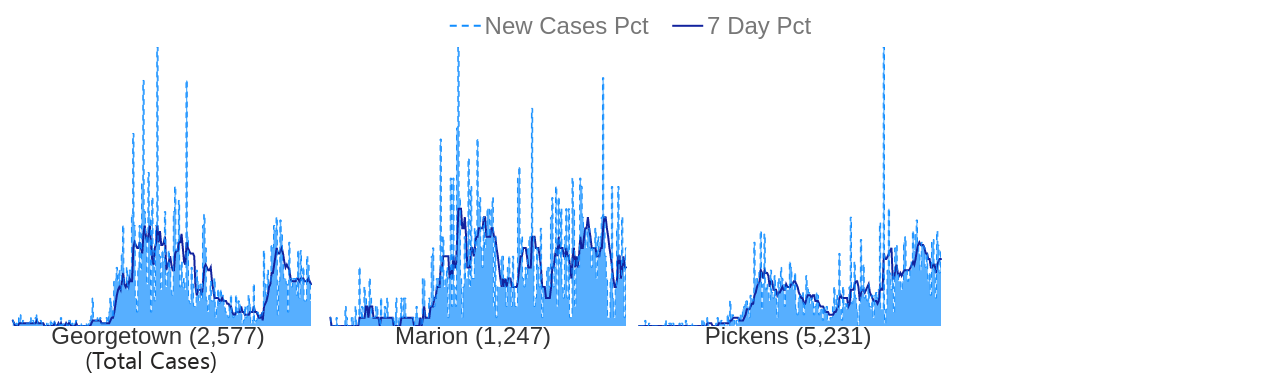 New Cases Pct 7 Day Pct
Georgetown (2,577) Marion (1,247) Pickens (5,231)
(Total Cases)